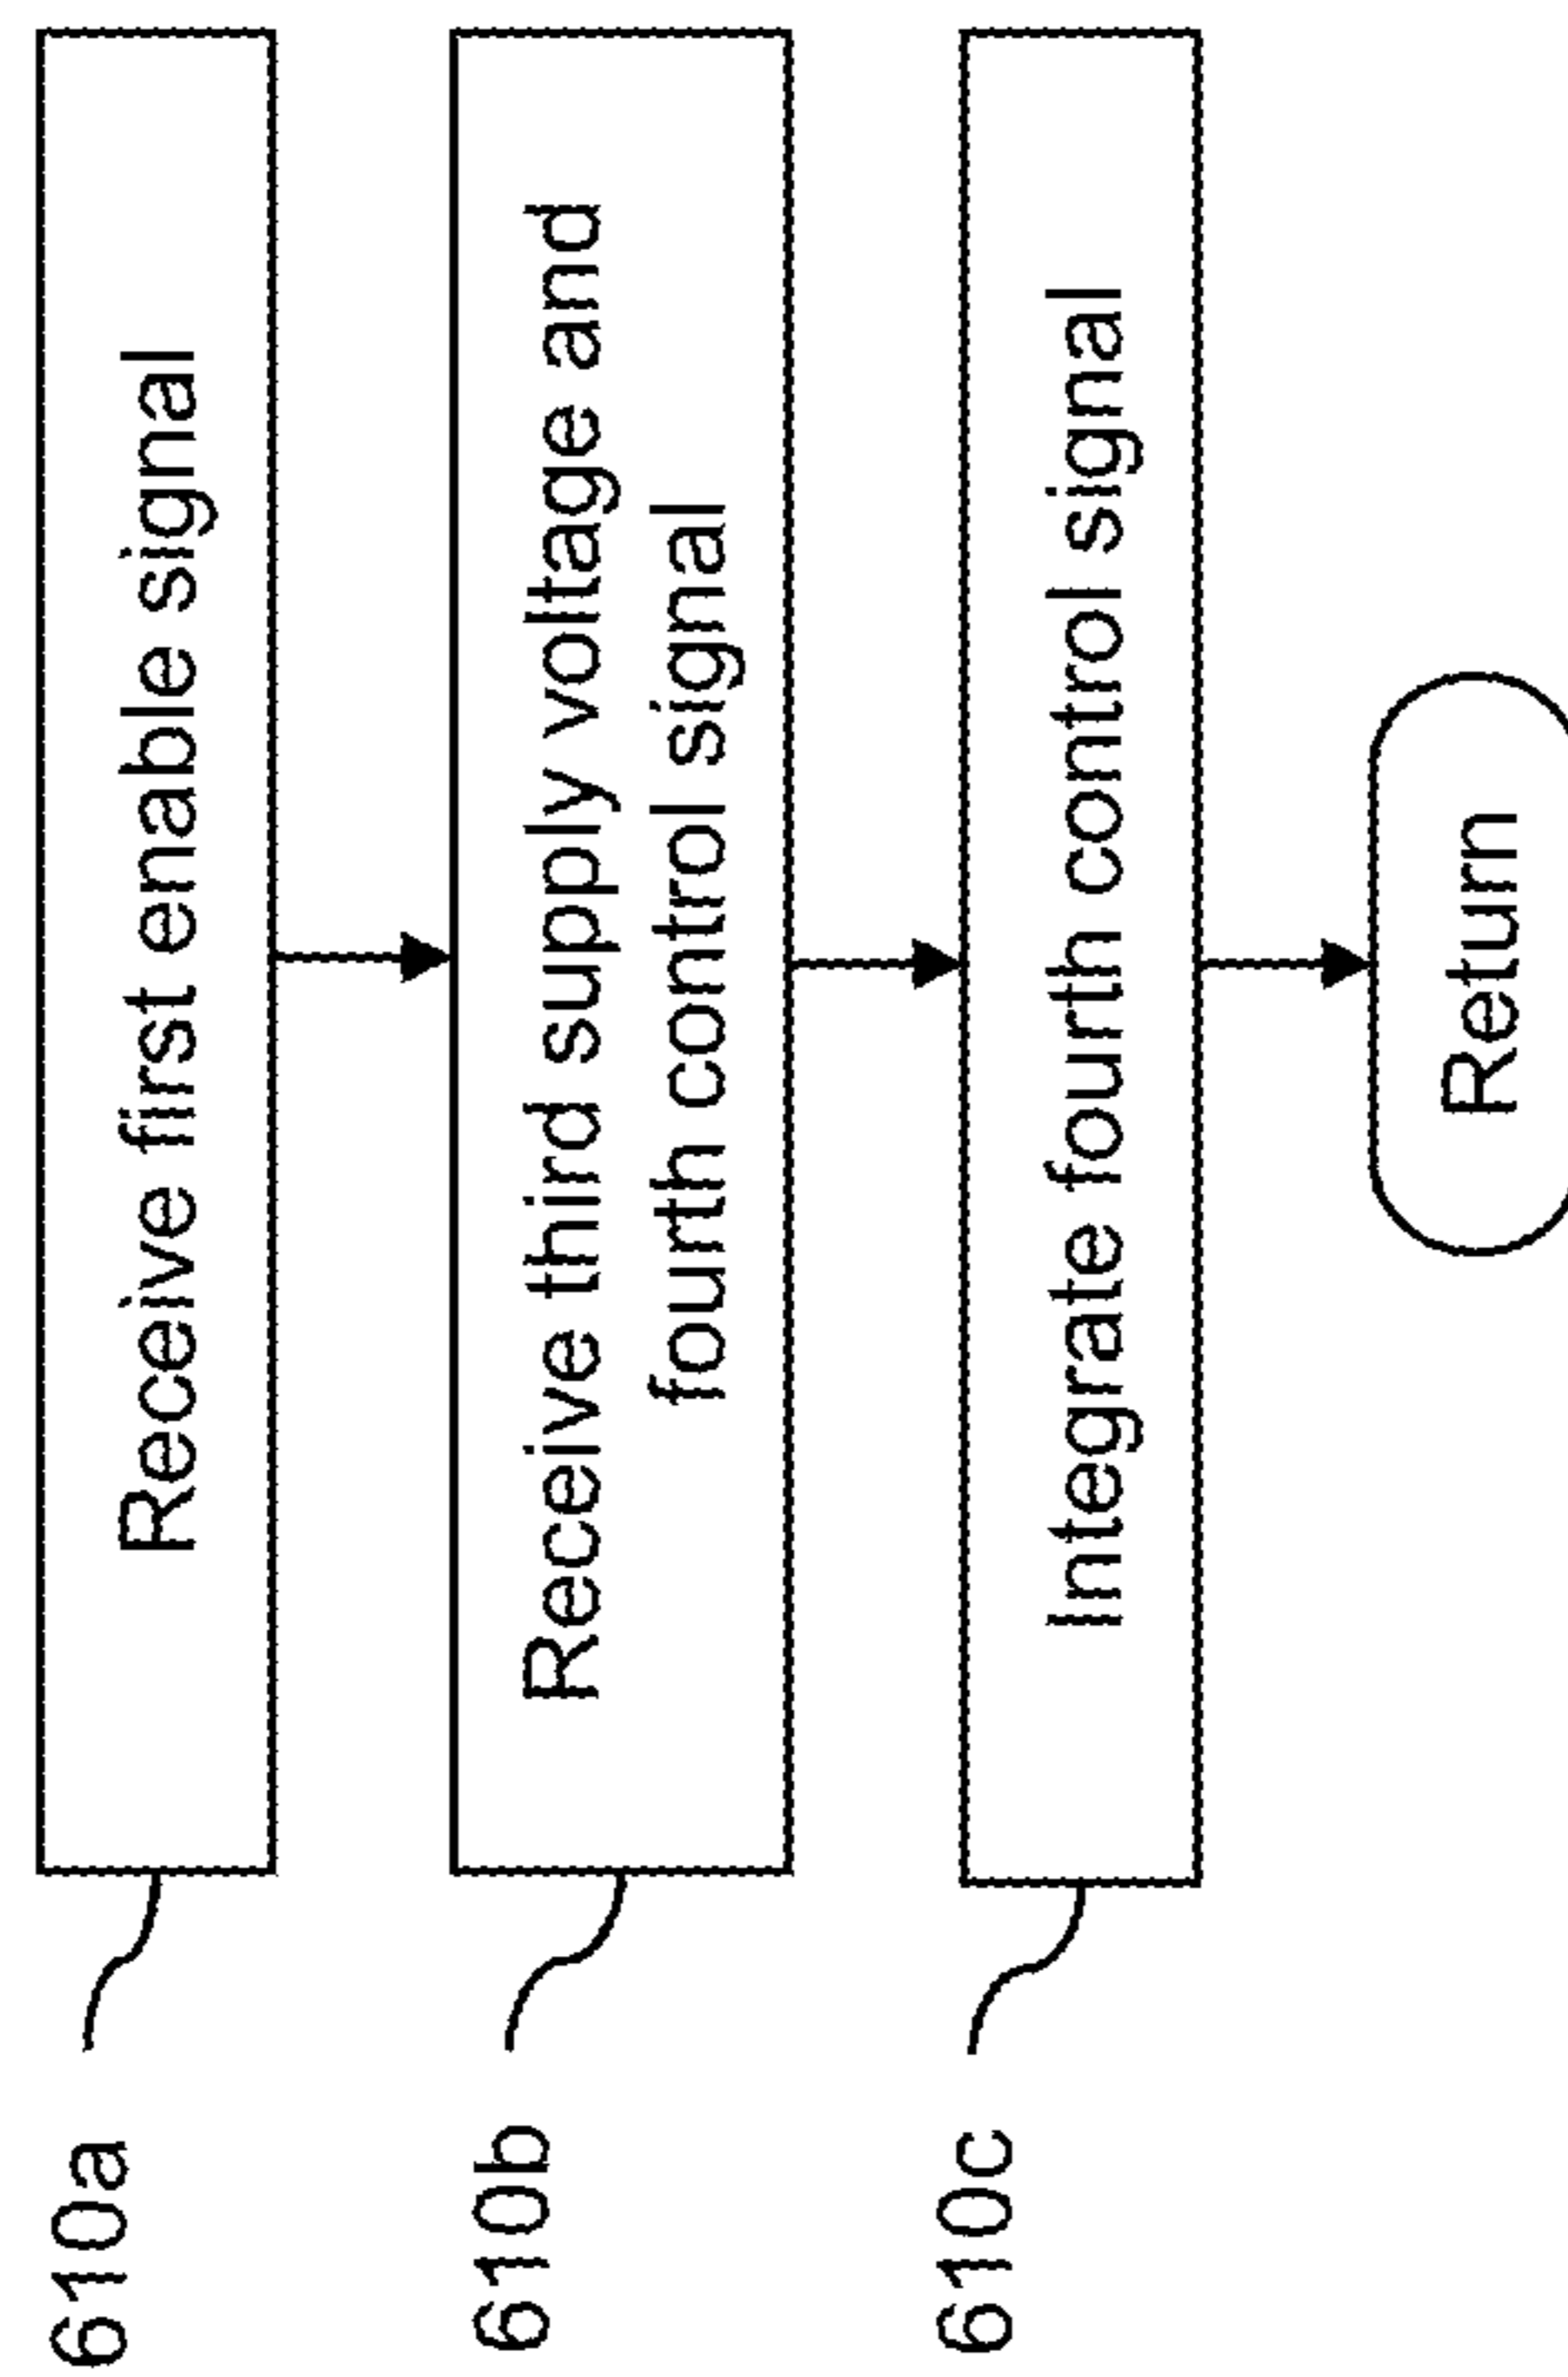 610a
Receive first enable signal
610b
Receive third supply voltage and
fourth control signal
610c
Integrate fourth control signal
Return